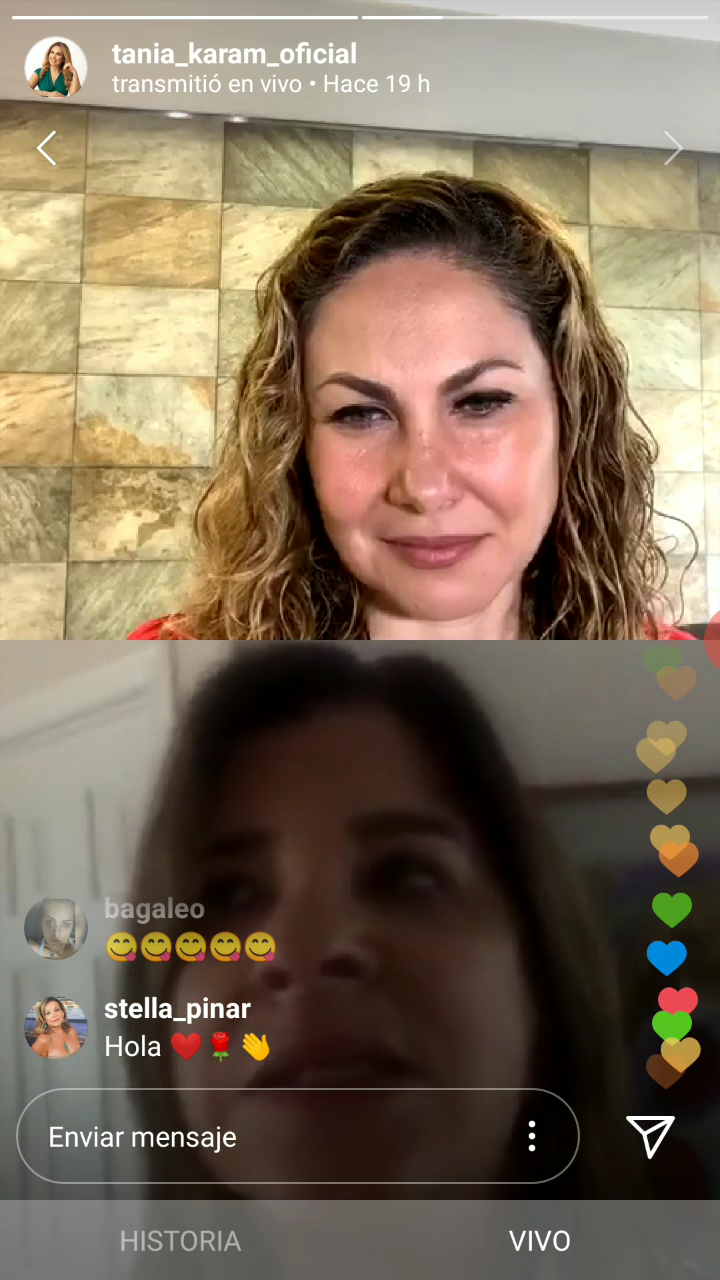 tania_karam_oficial
transmitió en vivo • Hace 19 h
bagaleo
😋😋😋😋😋
stella_pinar
Hola ❤️🌹👋
Enviar mensaje
HISTORIA
VIVO